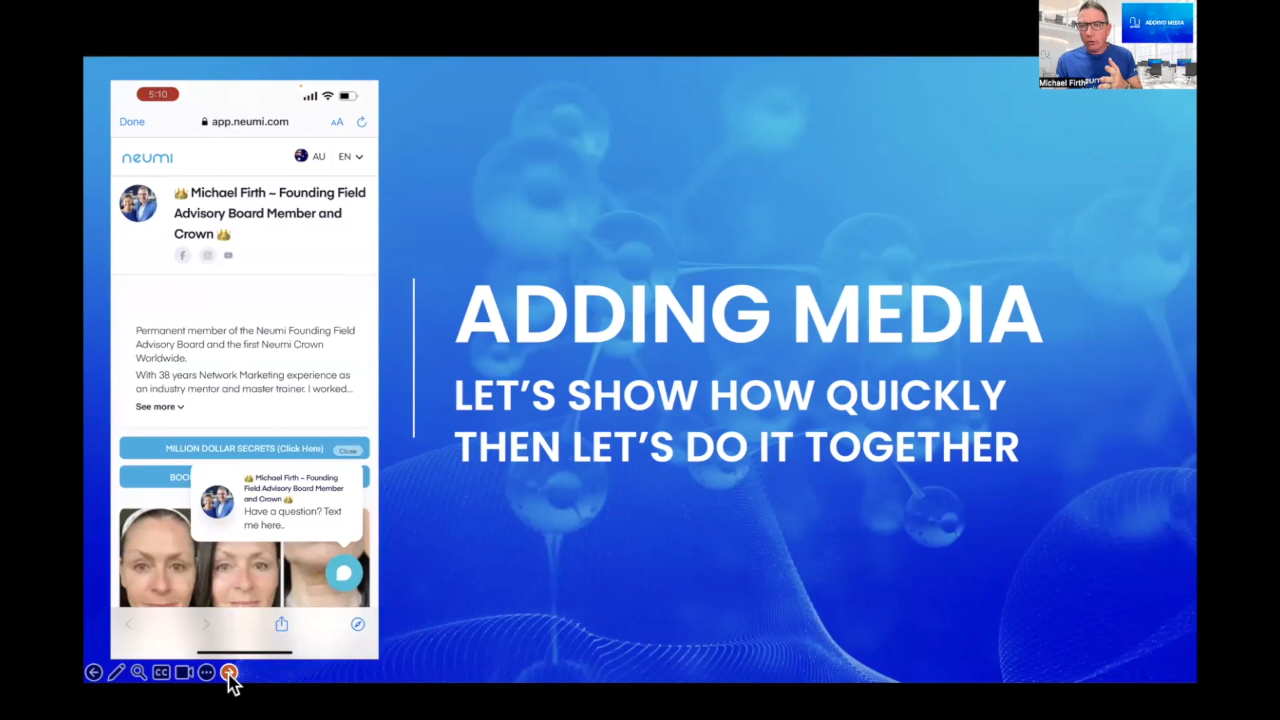 ADDING MEDIA
Michael Firth
5:10
Done
app.neumi.com
AA
neumi
AU
EN
Michael Firth ~ Founding Field
Advisory Board Member and
Crown
Permanent member of the Neumi Founding Field
Advisory Board and the first Neumi Crown
Worldwide.
With 38 years Network Marketing experience as
an industry mentor and master trainer. I worked...
See more
MILLION DOLLAR SECRETS (Click Here)
Close
BOO
Michael Firth ~ Founding
Field Advisory Board Member
and Crown
Have a question? Text
me here..
ADDING MEDIA
LET'S SHOW HOW QUICKLY
THEN LET'S DO IT TOGETHER
CC